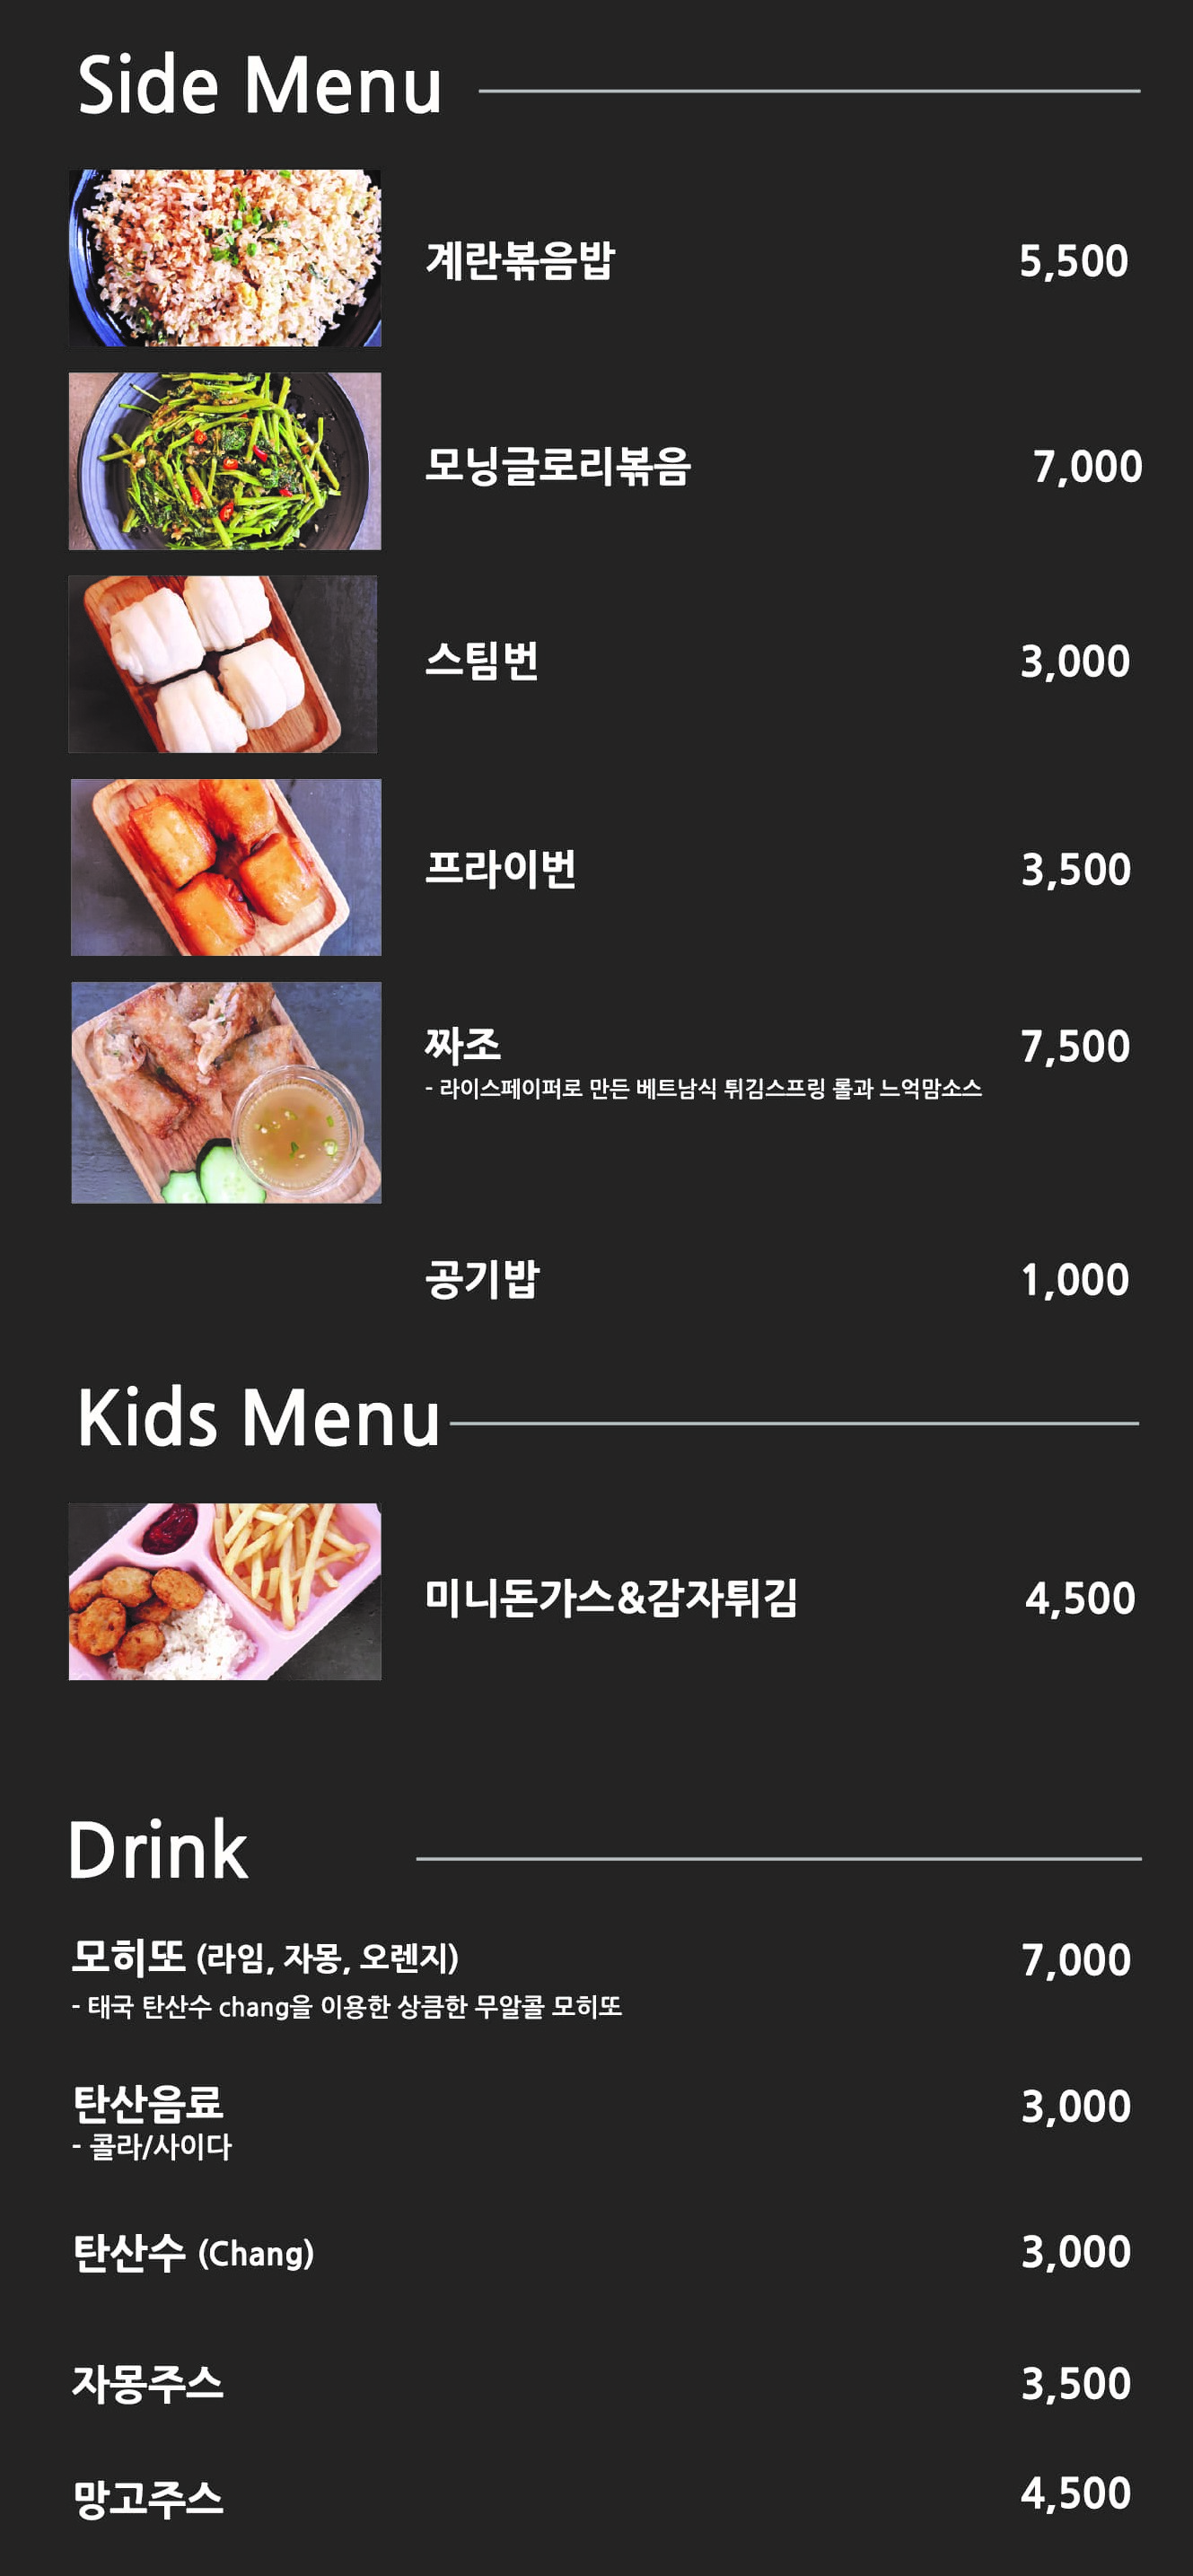 Side Menu
계란볶음밥 5,500
모닝글로리볶음 7,000
스팀번 3,000
프라이번 3,500
짜조 7,500
- 라이스페이퍼로 만든 베트남식 튀김스프링 롤과 느억맘소스
공기밥 1,000
Kids Menu
미니돈가스&감자튀김 4,500
Drink
모히또 (라임, 자몽, 오렌지) 7,000
- 태국 탄산수 chang을 이용한 상큼한 무알콜 모히또
탄산음료 3,000
- 콜라/사이다
탄산수 (Chang) 3,000
자몽주스 3,500
망고주스 4,500